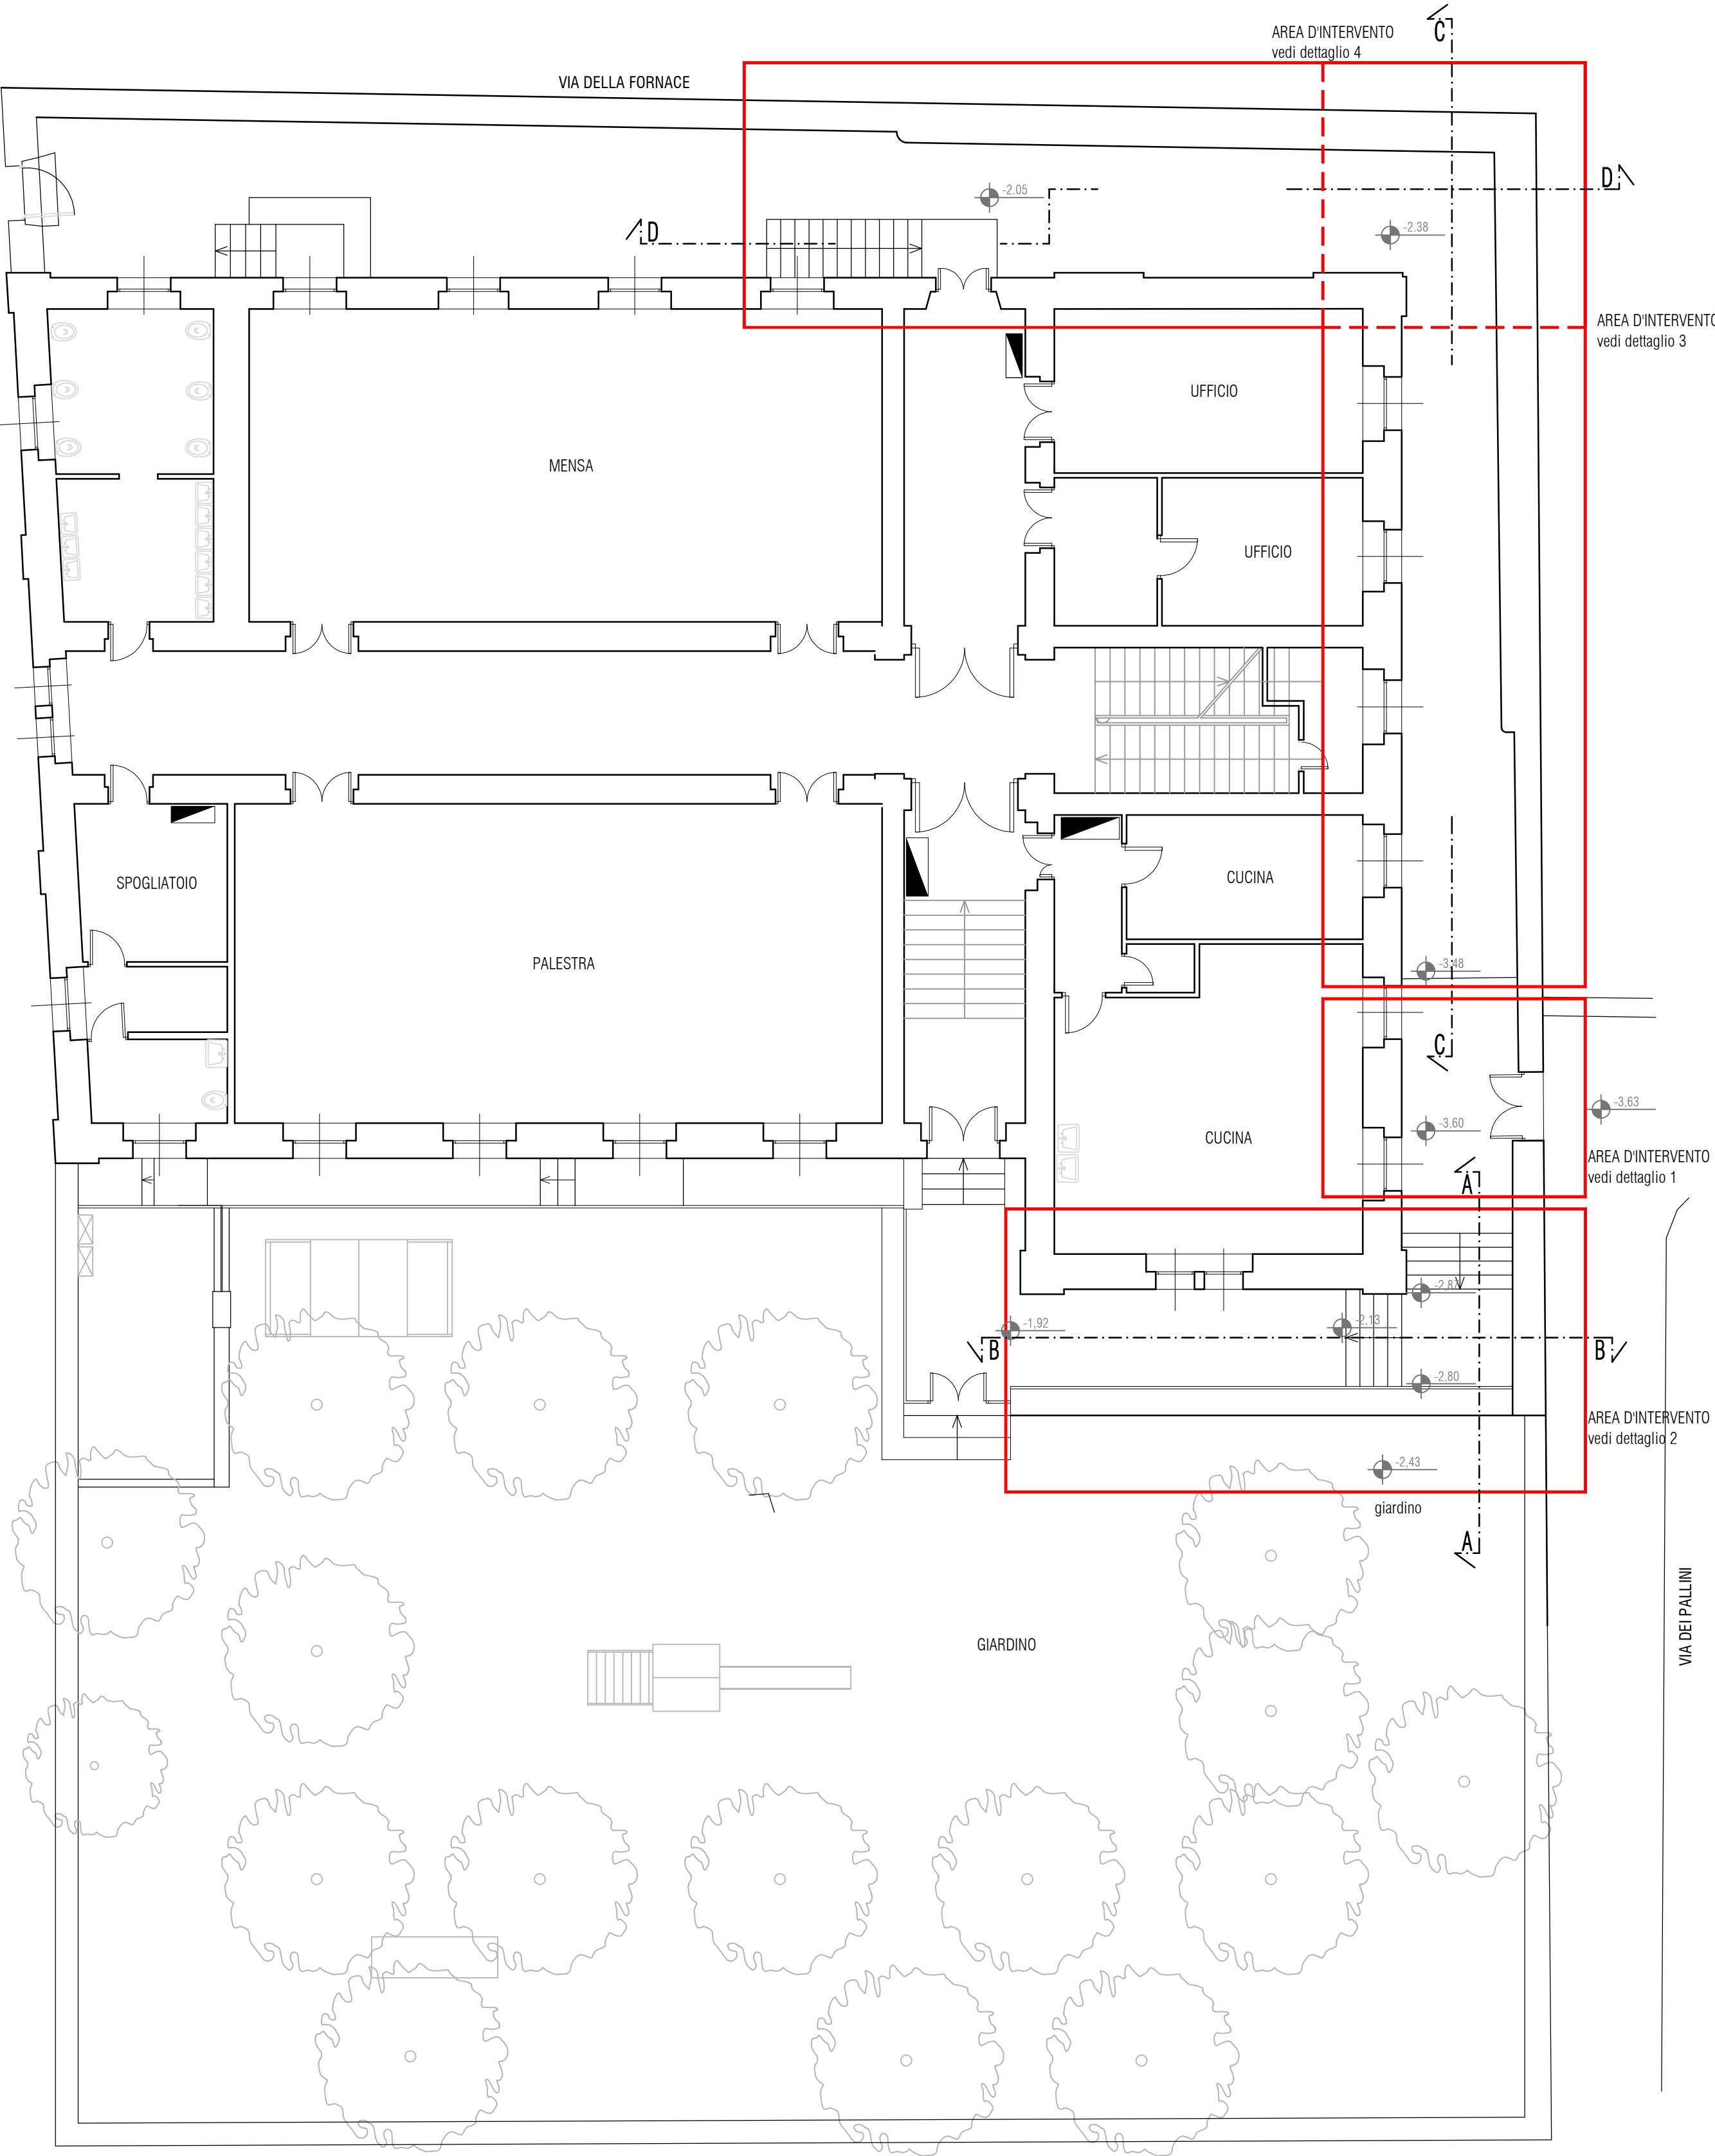 AREA D'INTERVENTO
vedi dettaglio 4
C
VIA DELLA FORNACE
D
-2.05
D
-2.38
AREA D'INTERVENTO
vedi dettaglio 3
UFFICIO
MENSA
UFFICIO
SPOGLIATOIO
CUCINA
PALESTRA
-3,48
C
-3,63
-3,60
CUCINA
AREA D'INTERVENTO
vedi dettaglio 1
A
-2,87
-1,92
-2,13
B
B
-2,80
AREA D'INTERVENTO
vedi dettaglio 2
-2,43
giardino
A
GIARDINO
VIA DEI PALLINI